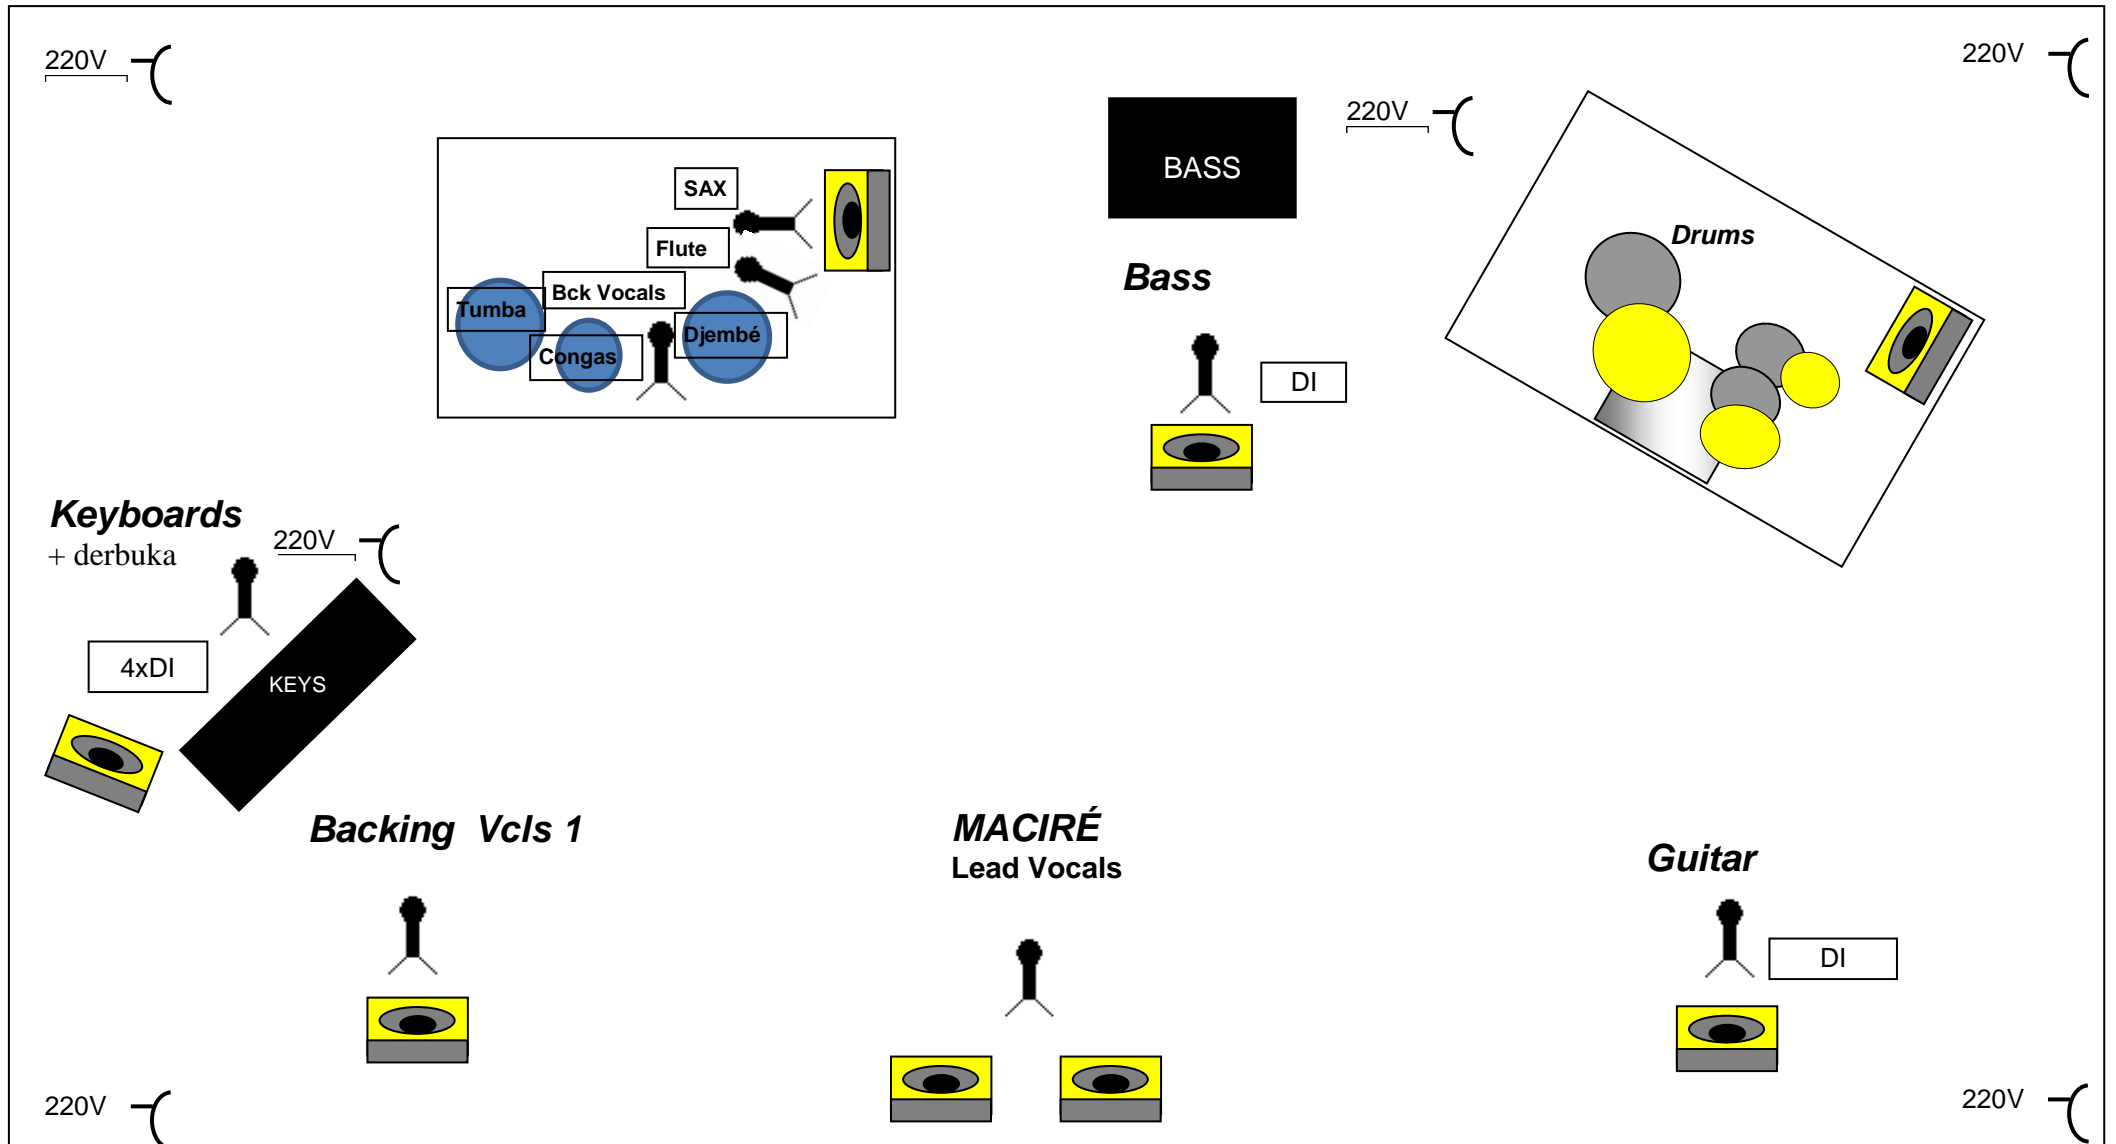 220V
220V
220V
BASS
SAX
Flute
Bck Vocals
Tumba
Djembé
Congas
Drums
Bass
DI
Keyboards
+ derbuka
220V
4xDI
KEYS
Backing Vcls 1
MACIRÉ
Lead Vocals
Guitar
DI
220V
220V